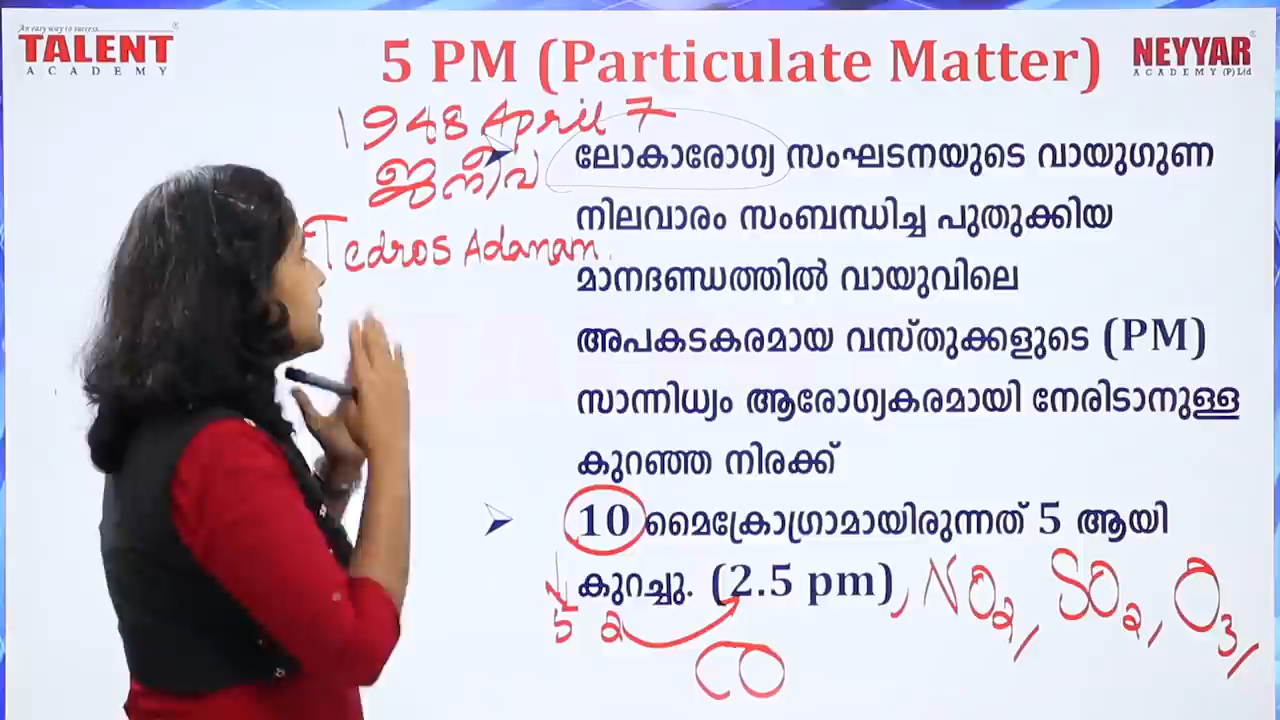 An easy way to success......
TALENT
ACADEMY
5 PM (Particulate Matter)
NEYYAR
ACADEMY (P) Ltd
1948 April 7
ജനീവ
Tedros Adanam.
ലോകാരോഗ്യ സംഘടനയുടെ വായുഗുണ
നിലവാരം സംബന്ധിച്ച പുതുക്കിയ
മാനദണ്ഡത്തിൽ വായുവിലെ
അപകടകരമായ വസ്തുക്കളുടെ (PM)
സാന്നിധ്യം ആരോഗ്യകരമായി നേരിടാനുള്ള
കുറഞ്ഞ നിരക്ക്
10 മൈക്രോഗ്രാമായിരുന്നത് 5 ആയി
കുറച്ചു. (2.5 pm), NO2, SO2, O3,
5 2